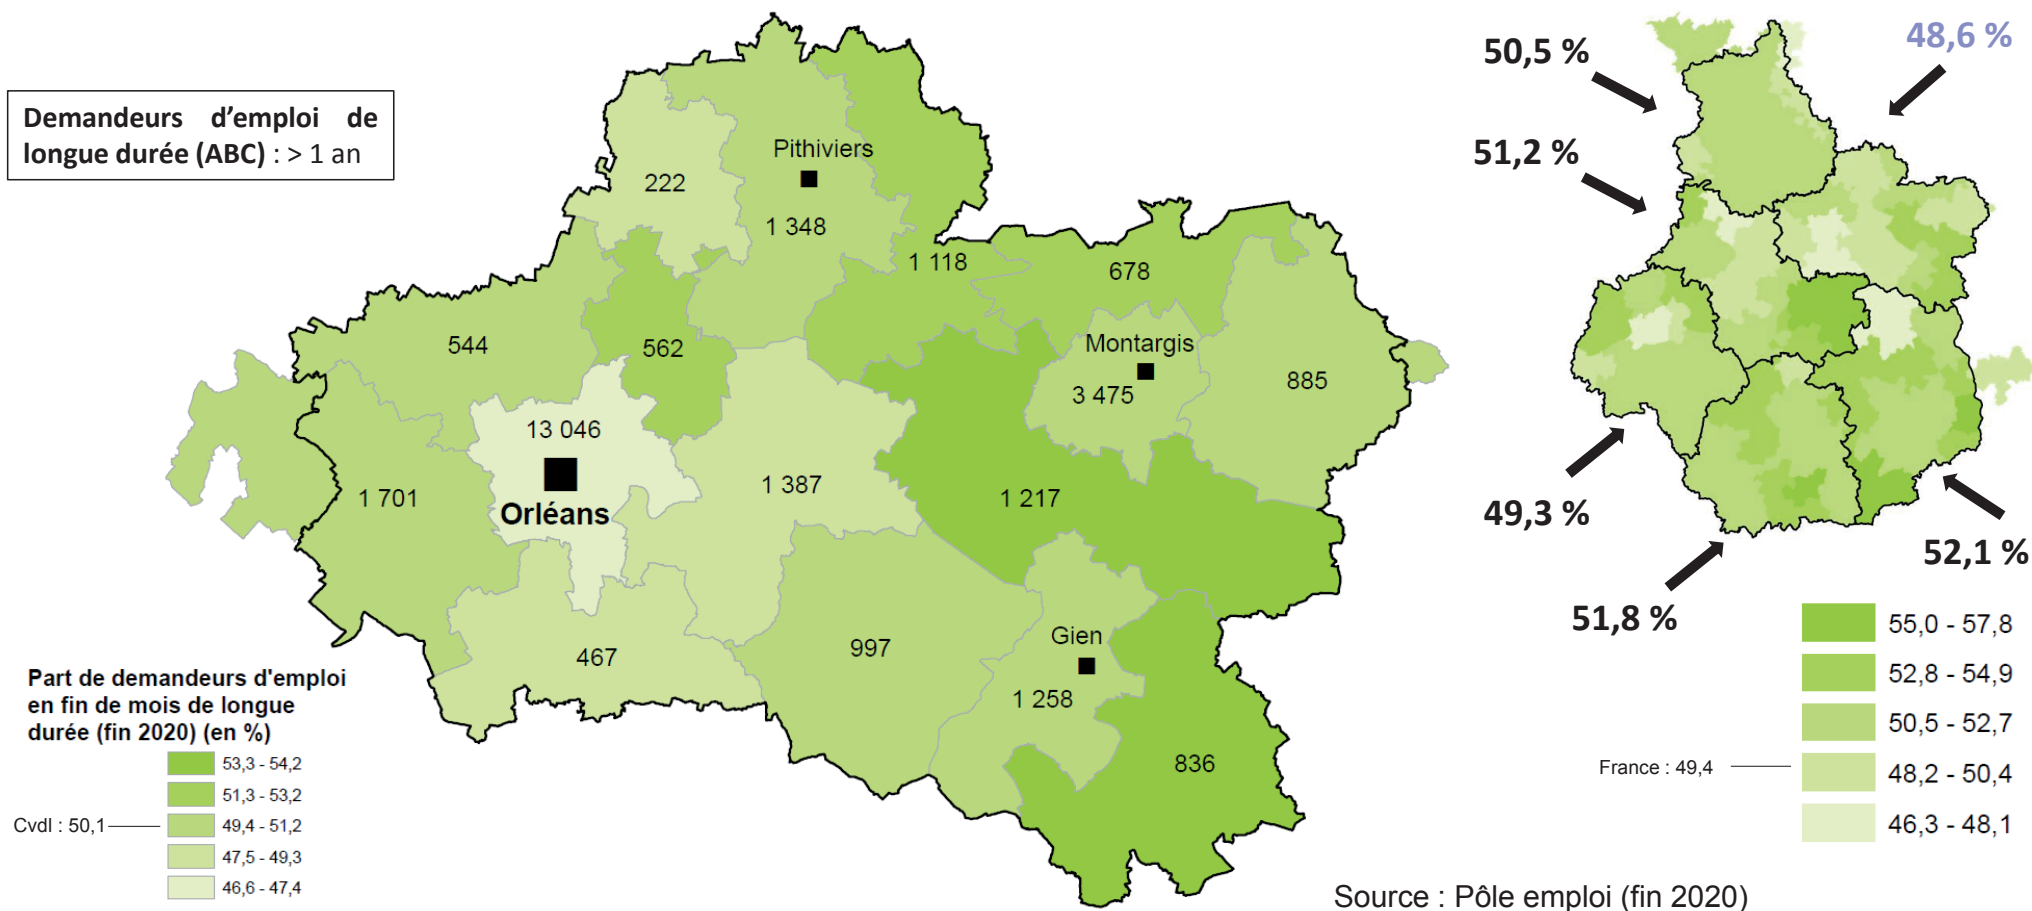 Demandeurs d'emploi de
longue durée (ABC) : > 1 an
Pithiviers
222
1 348
1 118
678
544
562
Montargis
3 475
885
13 046
Orléans
1 701
1 387
1 217
467
997
Gien
1 258
836
Part de demandeurs d'emploi
en fin de mois de longue
durée (fin 2020) (en %)
53,3 - 54,2
51,3 - 53,2
Cvdl : 50,1
49,4 - 51,2
47,5 - 49,3
46,6 - 47,4
50,5 %
48,6 %
51,2 %
49,3 %
52,1 %
51,8 %
55,0 - 57,8
52,8 - 54,9
50,5 - 52,7
France : 49,4
48,2 - 50,4
46,3 - 48,1
Source : Pôle emploi (fin 2020)